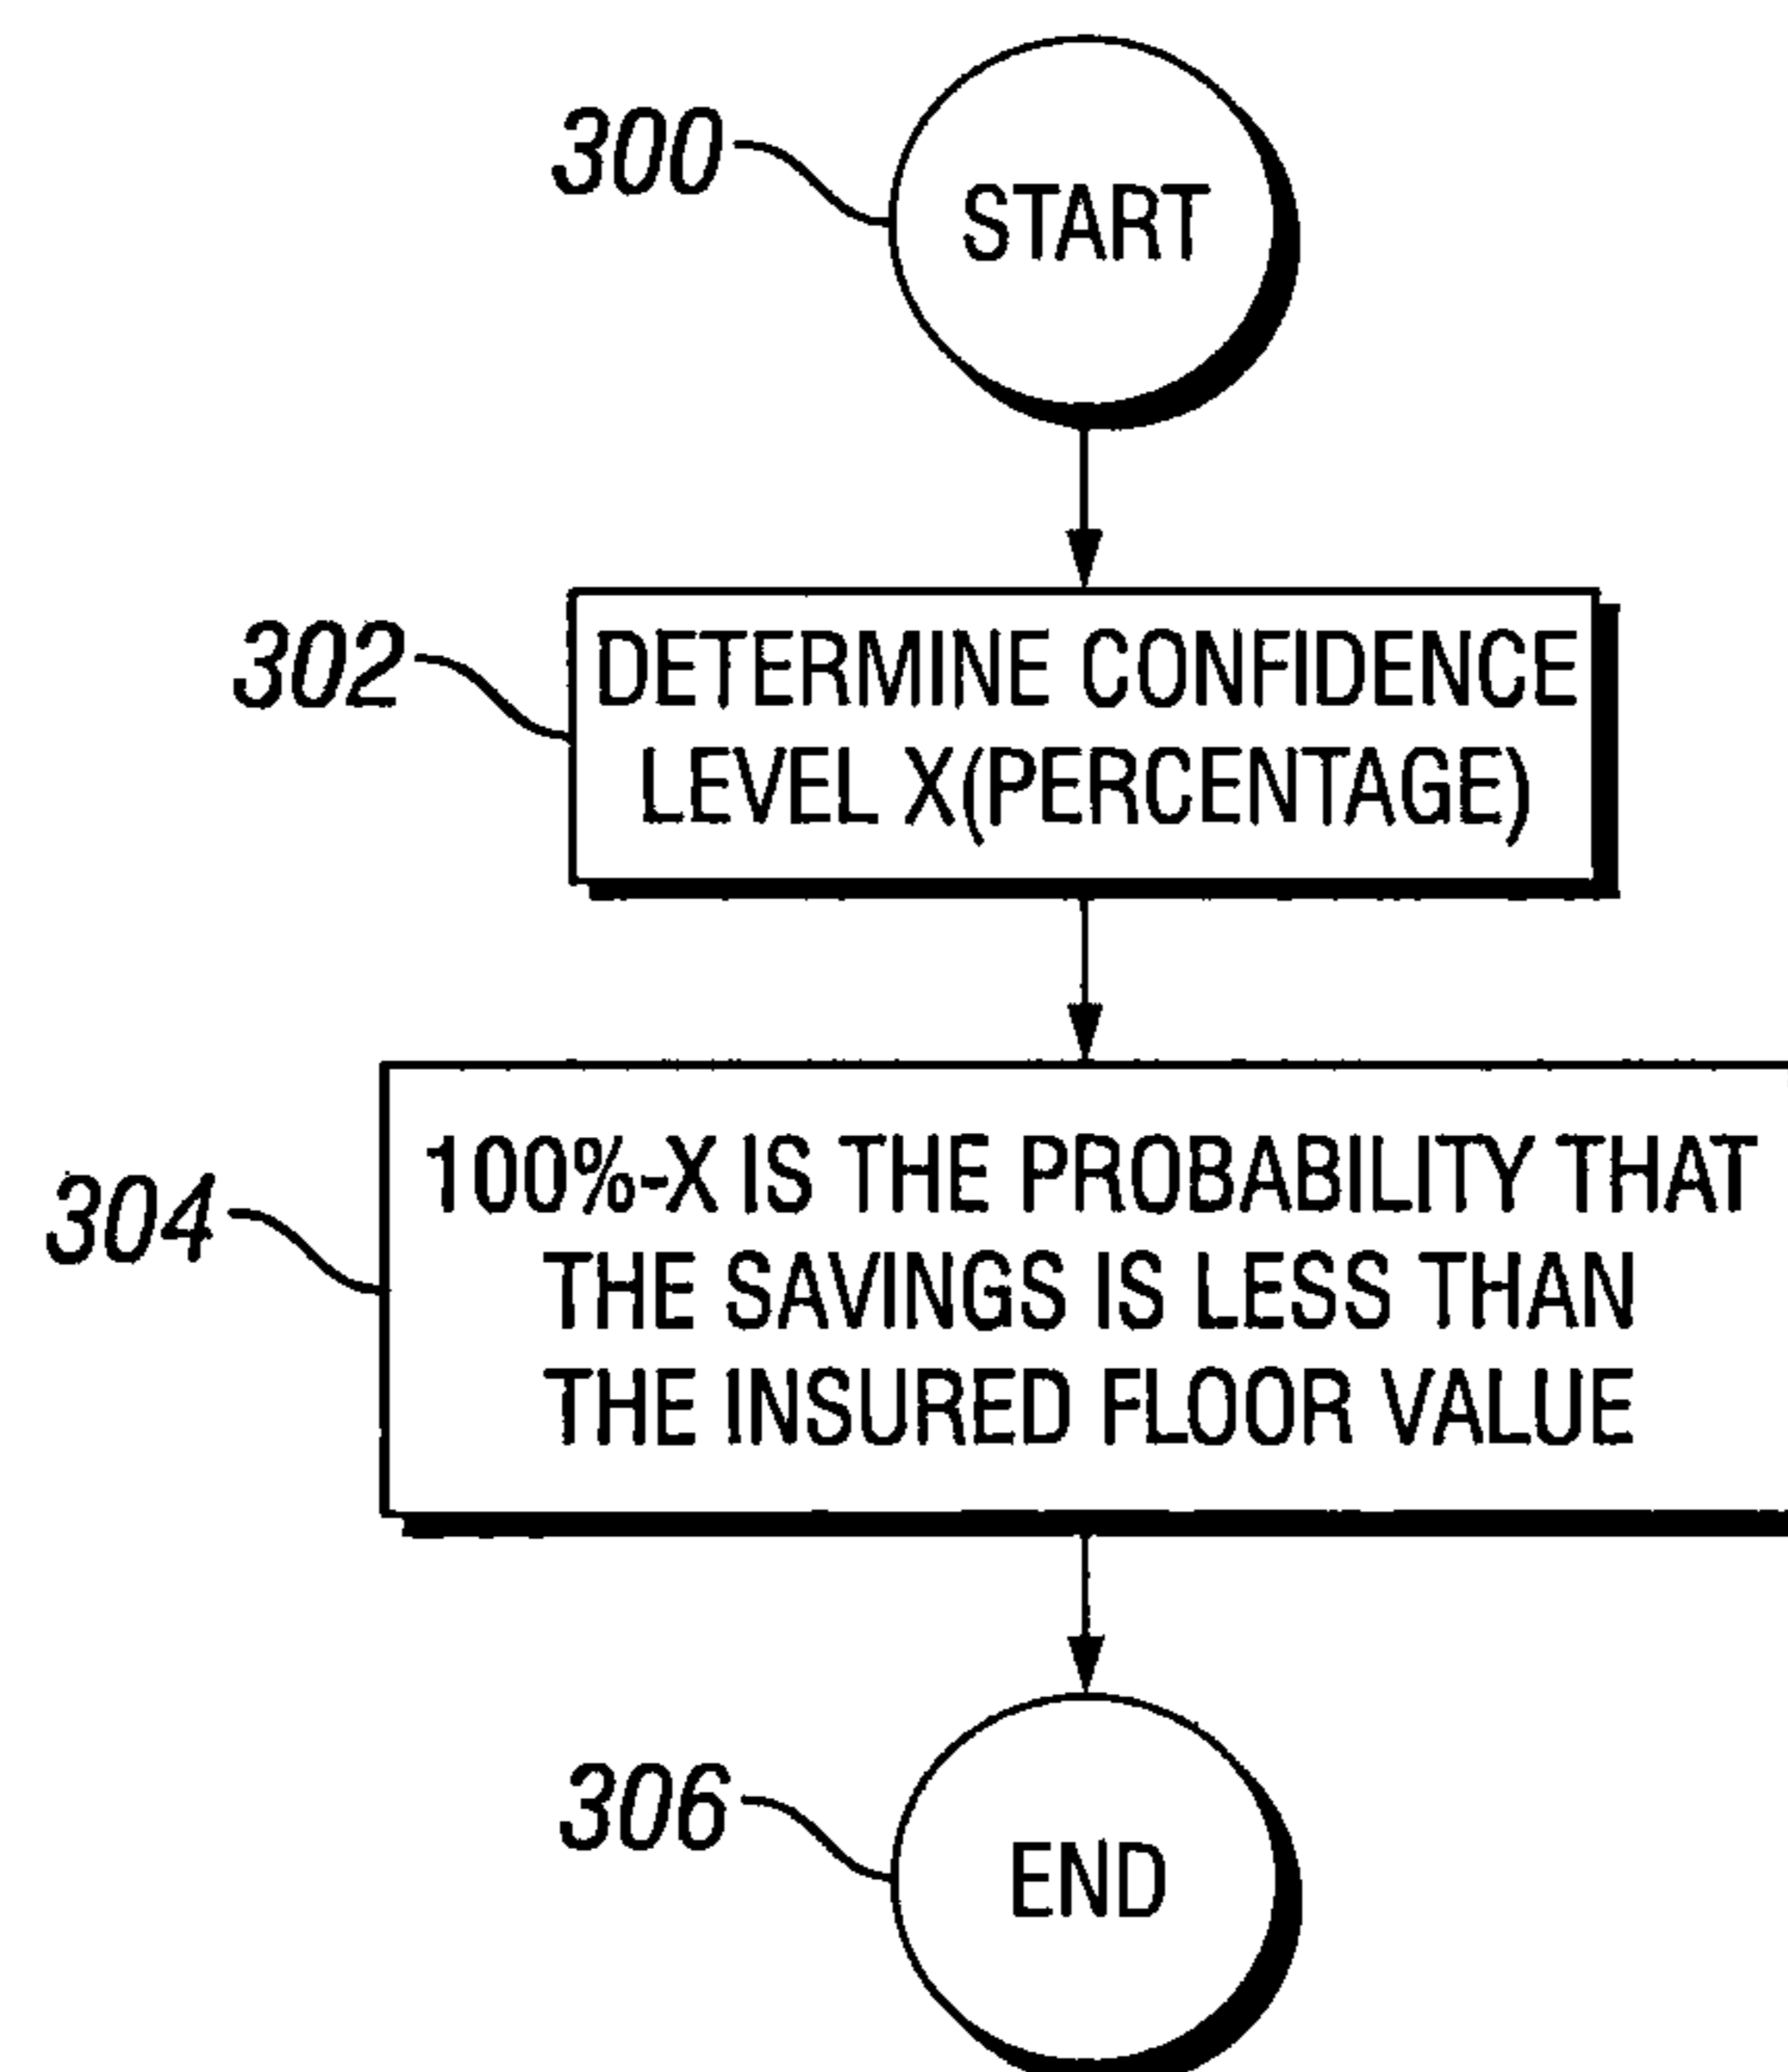 300
START
302
DETERMINE CONFIDENCE
LEVEL X(PERCENTAGE)
304
100%-X IS THE PROBABILITY THAT
THE SAVINGS IS LESS THAN
THE INSURED FLOOR VALUE
306
END